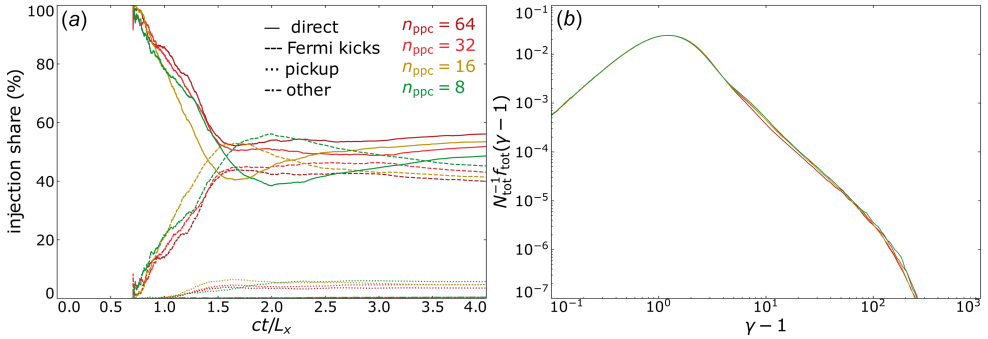 (a)
direct
Fermi kicks
pickup
other
n_ppc = 64
n_ppc = 32
n_ppc = 16
n_ppc = 8
injection share (%)
100
80
60
40
20
0
0.0 0.5 1.0 1.5 2.0 2.5 3.0 3.5 4.0
ct/L_x
(b)
N_tot^−1 f_tot(γ − 1)
10^−1
10^−2
10^−3
10^−4
10^−5
10^−6
10^−7
10^−1 10^0 10^1 10^2 10^3
γ − 1